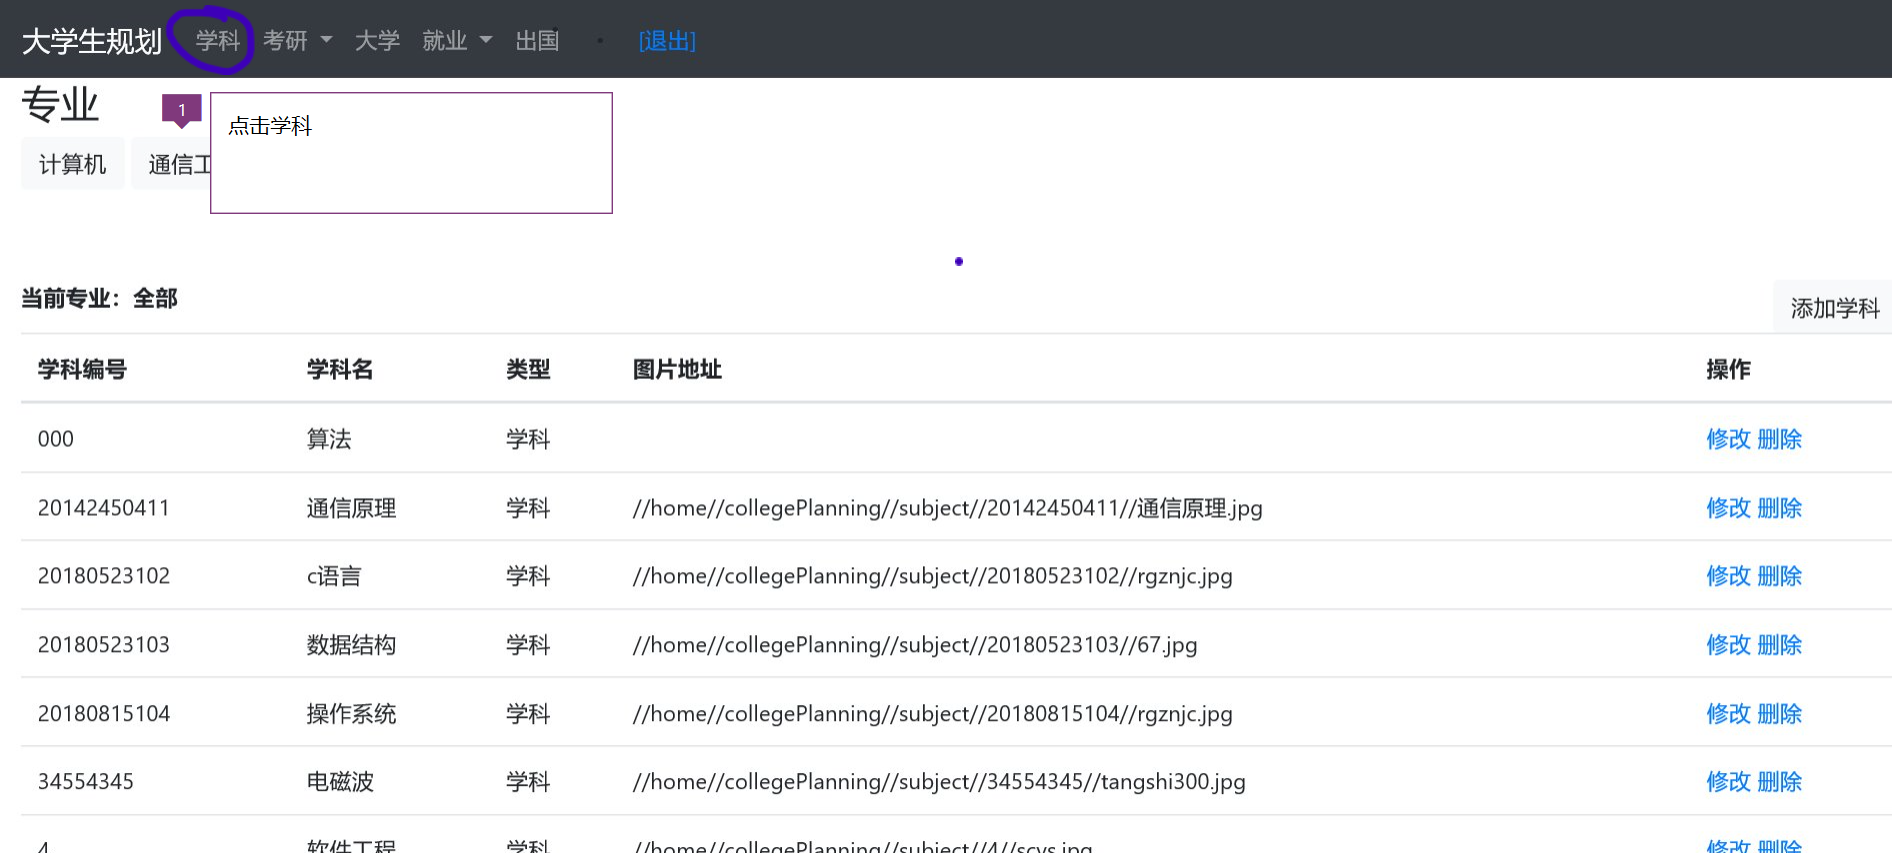 大学生规划 学科 考研 大学 就业 出国 [退出]
专业
1
点击学科
计算机 通信工
当前专业：全部
添加学科
学科编号 学科名 类型 图片地址 操作
000 算法 学科 修改 删除
20142450411 通信原理 学科 //home//collegePlanning//subject//20142450411//通信原理.jpg 修改 删除
20180523102 c语言 学科 //home//collegePlanning//subject//20180523102//rgznjc.jpg 修改 删除
20180523103 数据结构 学科 //home//collegePlanning//subject//20180523103//67.jpg 修改 删除
20180815104 操作系统 学科 //home//collegePlanning//subject//20180815104//rgznjc.jpg 修改 删除
34554345 电磁波 学科 //home//collegePlanning//subject//34554345//tangshi300.jpg 修改 删除
4 软件工程 学科 //home//collegePlanning//subject//4//scys.jpg 修改 删除